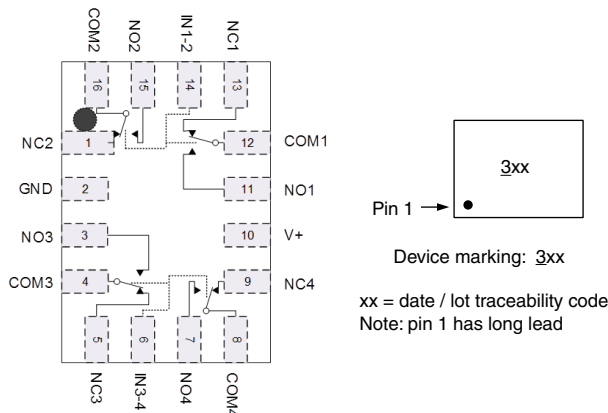 COM2
NO2
IN1-2
NC1
16
15
14
13
NC2
1
12
COM1
GND
2
11
NO1
NO3
3
10
V+
COM3
4
9
NC4
5
6
7
8
NC3
IN3-4
NO4
COM4
3xx
Pin 1
Device marking: 3xx
xx = date / lot traceability code
Note: pin 1 has long lead